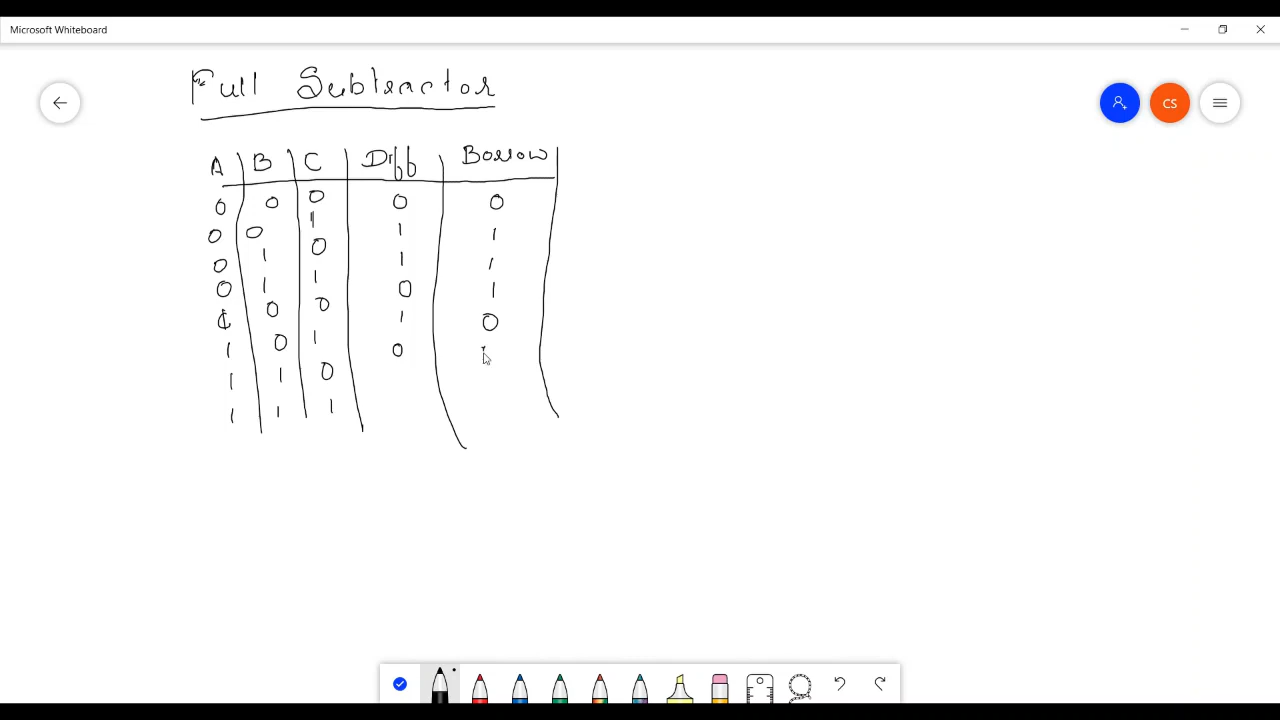 Microsoft Whiteboard
Full Subtractor
CS
A B C Diff Borrow
0 0 0 0 0
0 0 1 1 1
0 1 0 1 1
0 1 1 0 1
1 0 0 1 0
1 0 1 0
1 1 0
1 1 1